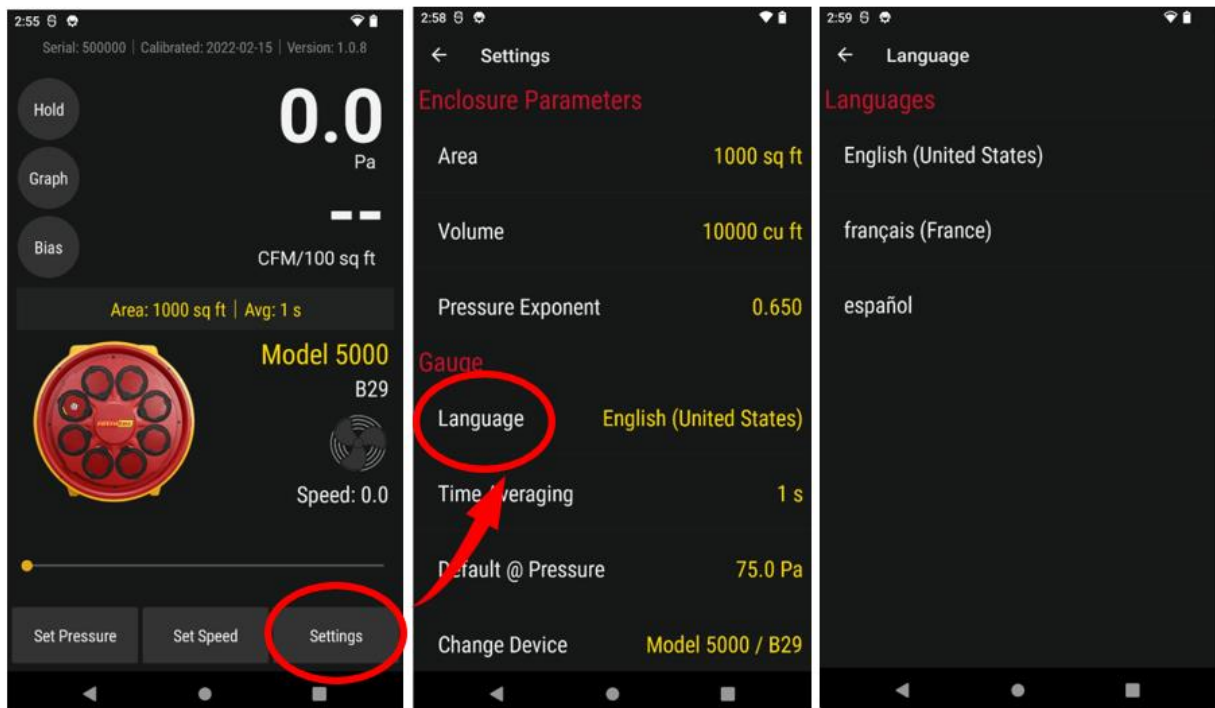 2:55
Serial: 500000 | Calibrated: 2022-02-15 | Version: 1.0.8
Hold
0.0
Pa
Graph
--
Bias
CFM/100 sq ft
Area: 1000 sq ft | Avg: 1 s
Model 5000
B29
Speed: 0.0
Set Pressure
Set Speed
Settings
2:58
Settings
Enclosure Parameters
Area 1000 sq ft
Volume 10000 cu ft
Pressure Exponent 0.650
Gauge
Language English (United States)
Time Averaging 1 s
Default @ Pressure 75.0 Pa
Change Device Model 5000 / B29
2:59
Language
Languages
English (United States)
français (France)
español